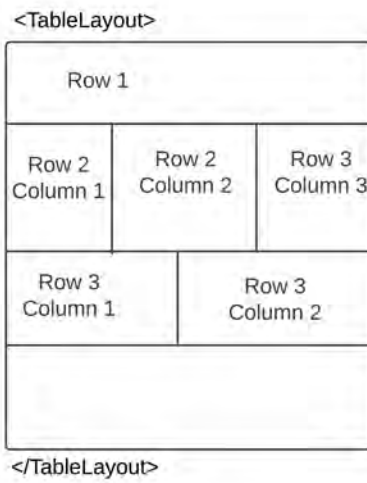 <TableLayout>
Row 1
Row 2
Column 1
Row 2
Column 2
Row 3
Column 3
Row 3
Column 1
Row 3
Column 2
</TableLayout>